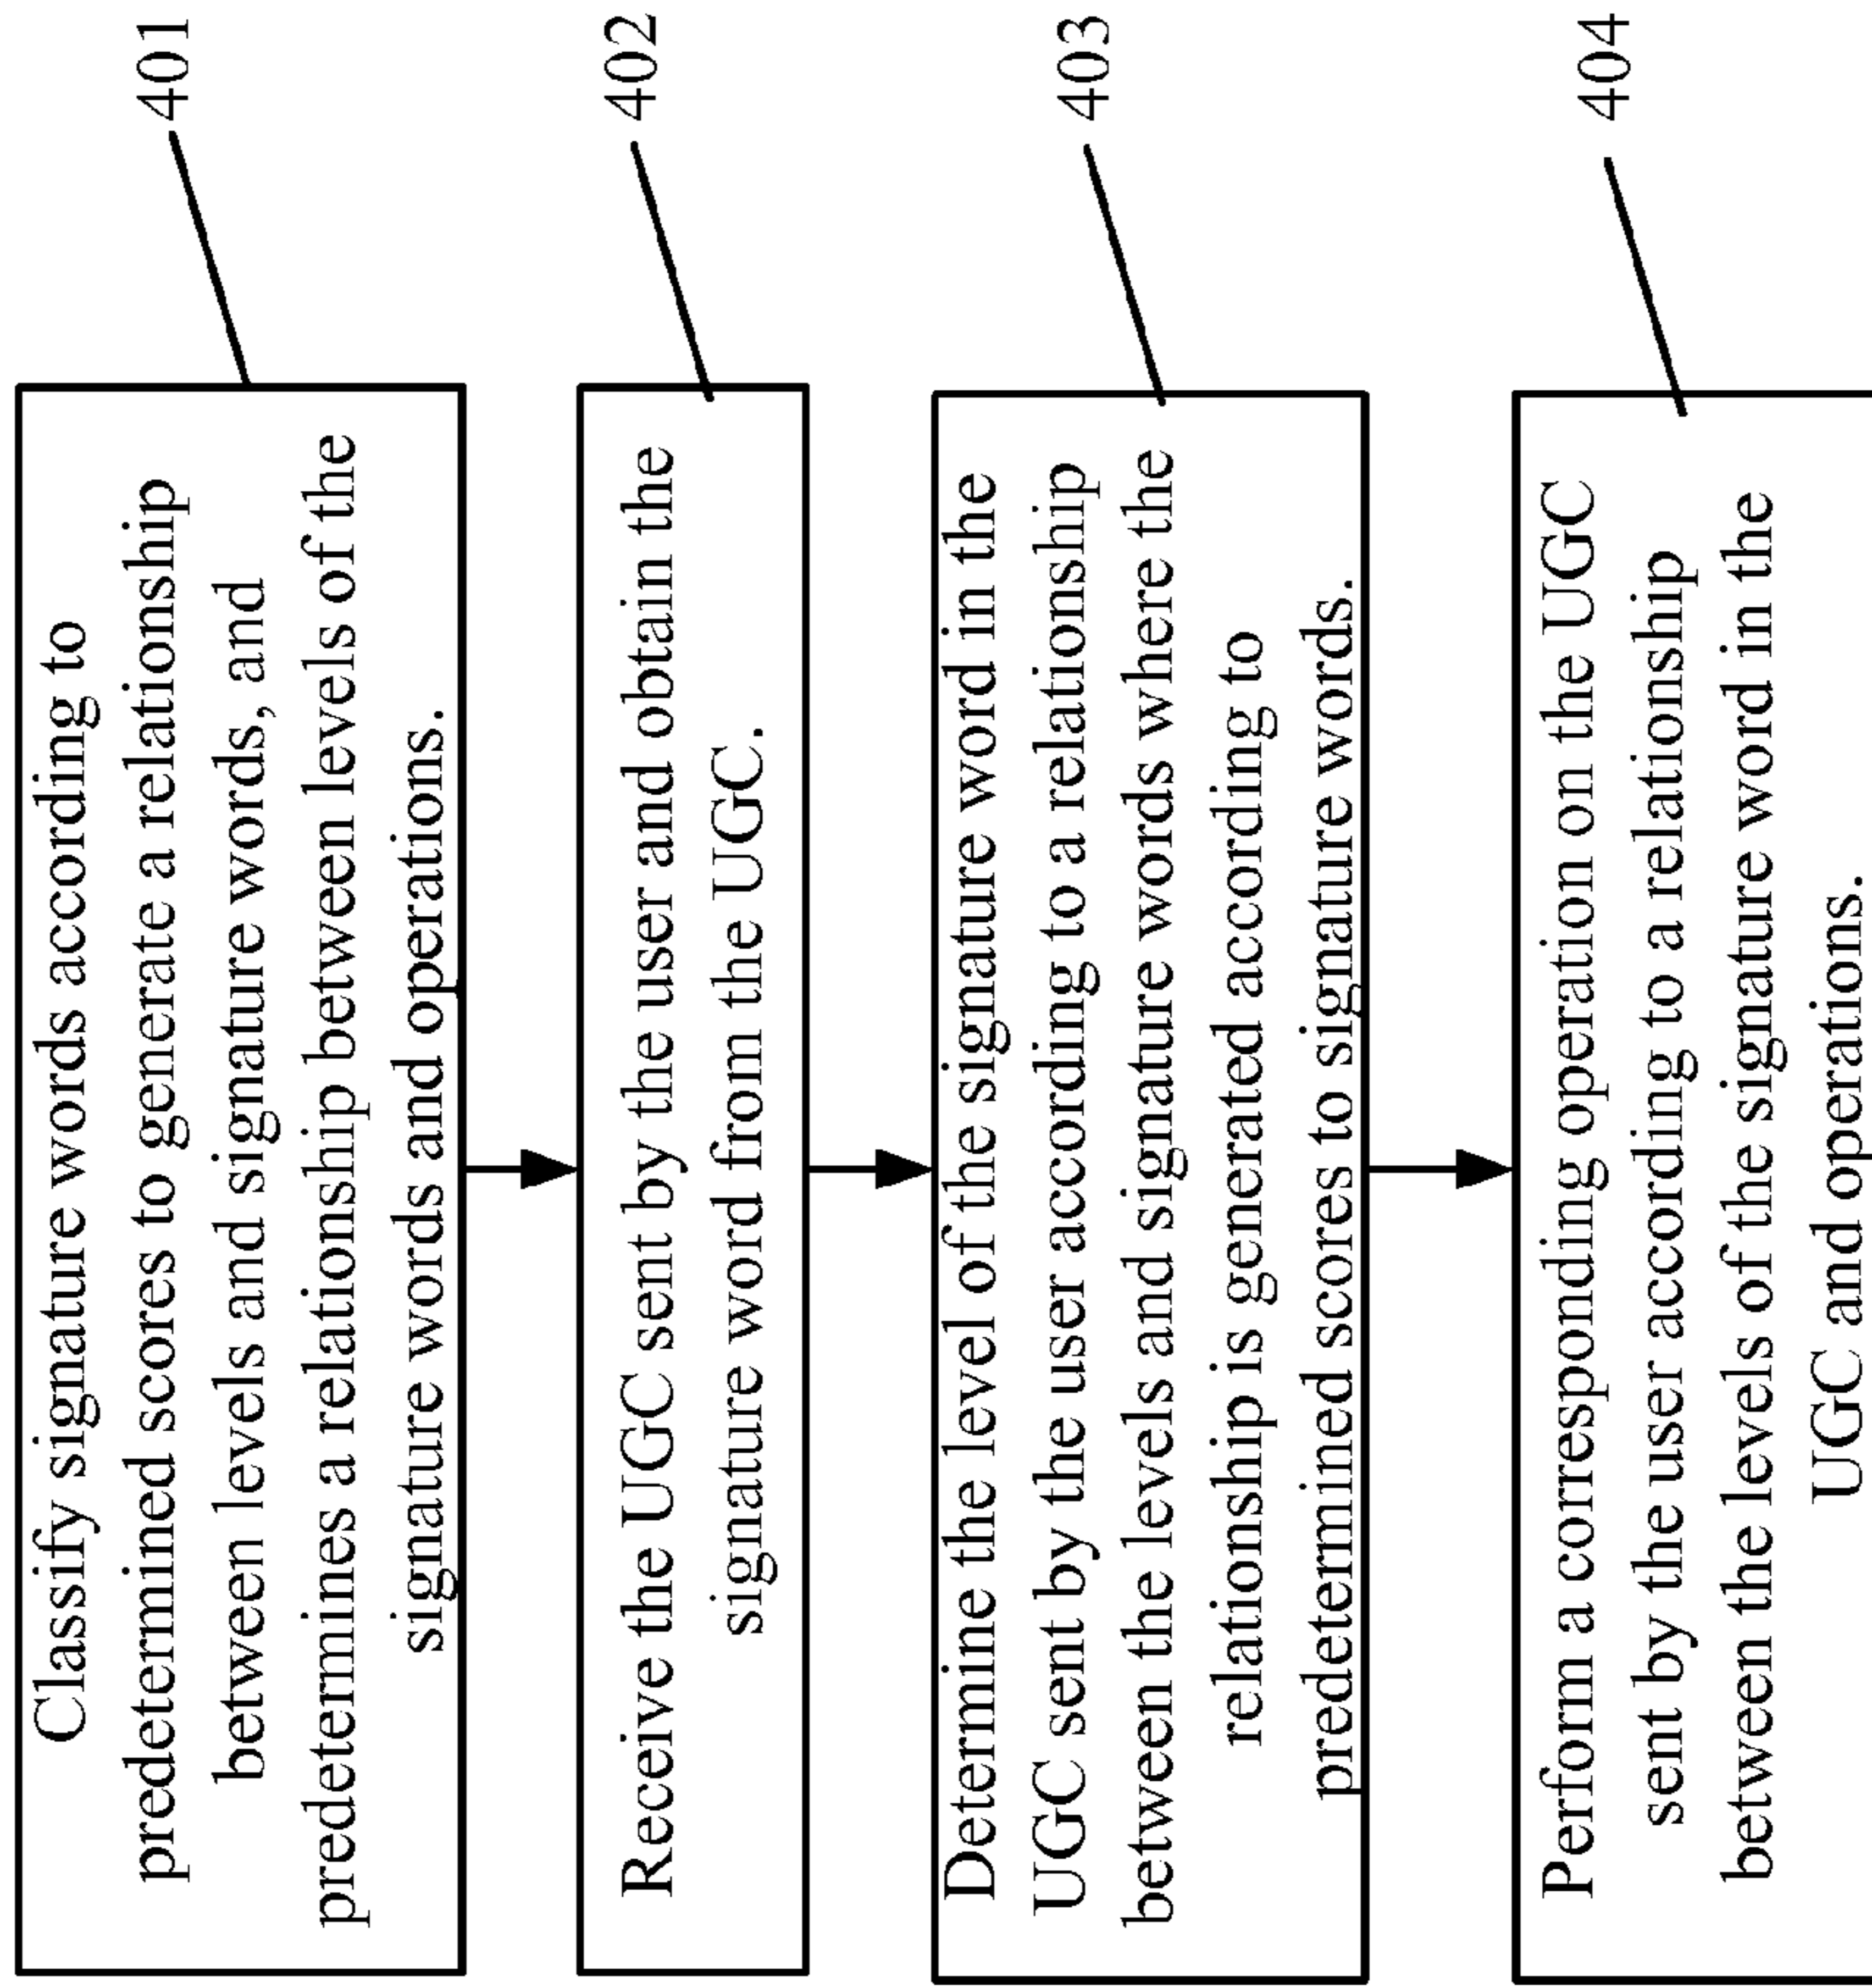 Classify signature words according to
predetermined scores to generate a relationship
between levels and signature words, and
predetermines a relationship between levels of the
signature words and operations.
401
Receive the UGC sent by the user and obtain the
signature word from the UGC.
402
Determine the level of the signature word in the
UGC sent by the user according to a relationship
between the levels and signature words where the
relationship is generated according to
predetermined scores to signature words.
403
Perform a corresponding operation on the UGC
sent by the user according to a relationship
between the levels of the signature word in the
UGC and operations.
404